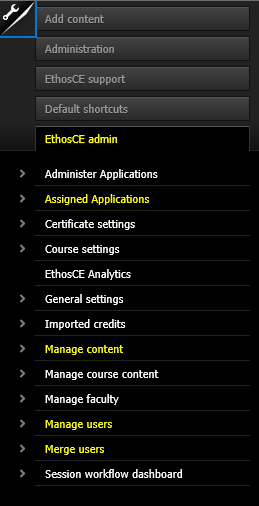 Add content
Administration
EthosCE support
Default shortcuts
EthosCE admin
Administer Applications
Assigned Applications
Certificate settings
Course settings
EthosCE Analytics
General settings
Imported credits
Manage content
Manage course content
Manage faculty
Manage users
Merge users
Session workflow dashboard